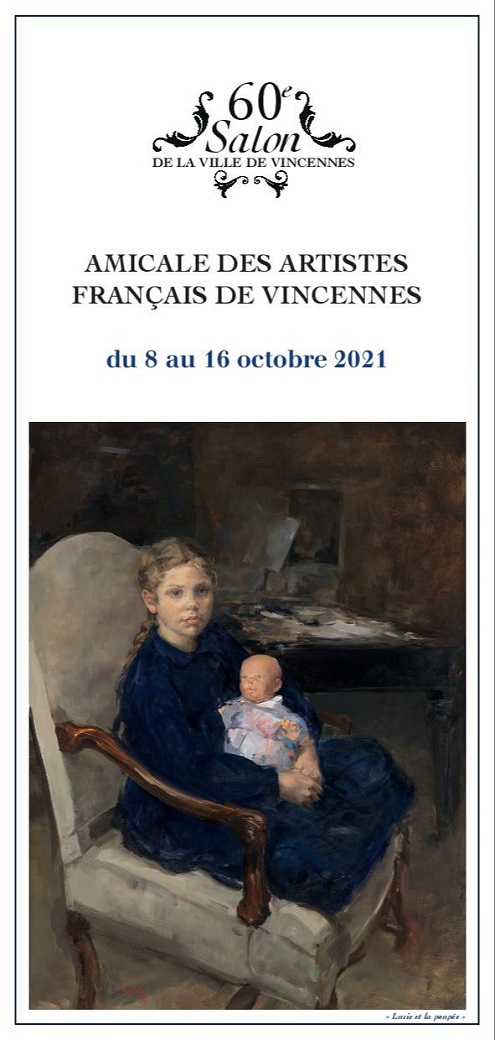 60e
Salon
DE LA VILLE DE VINCENNES
AMICALE DES ARTISTES
FRANÇAIS DE VINCENNES
du 8 au 16 octobre 2021
« Lucie et la poupée »